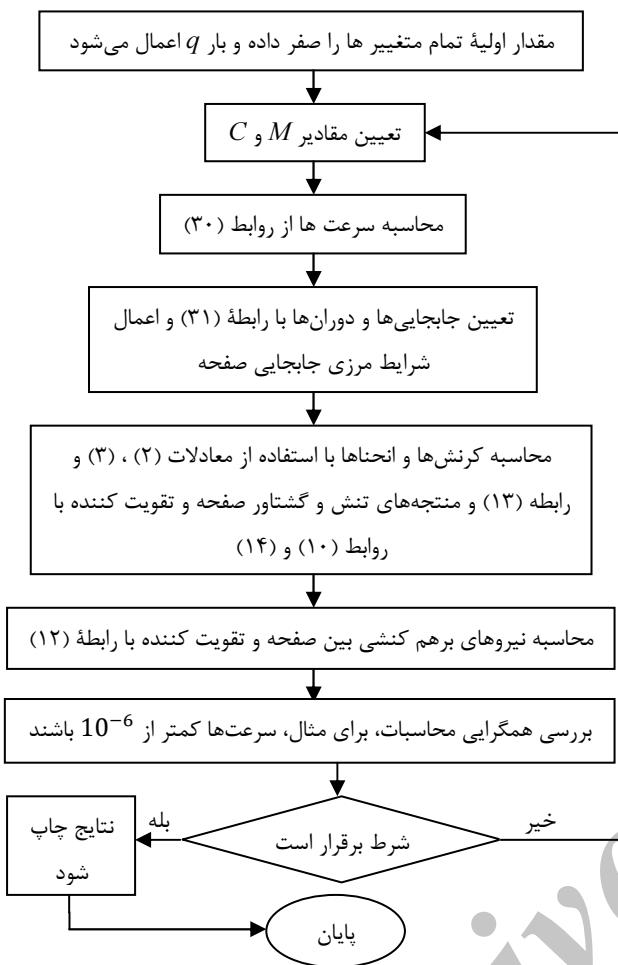 مقدار اولیۀ تمام متغییر ها را صفر داده و بار q اعمال می‌شود
تعیین مقادیر M و C
محاسبه سرعت ها از روابط (۳۰)
تعیین جابجایی‌ها و دوران‌ها با رابطۀ (۳۱) و اعمال
شرایط مرزی جابجایی صفحه
محاسبه کرنش‌ها و انحناها با استفاده از معادلات (۲) ، (۳) و
رابطه (۱۳) و منتجه‌های تنش و گشتاور صفحه و تقویت کننده با
روابط (۱۰) و (۱۴)
محاسبه نیروهای برهم کنشی بین صفحه و تقویت کننده با رابطۀ (۱۲)
بررسی همگرایی محاسبات، برای مثال، سرعت‌ها کمتر از 10⁻⁶ باشند
خیر
شرط برقرار است
بله
نتایج چاپ
شود
پایان
ive